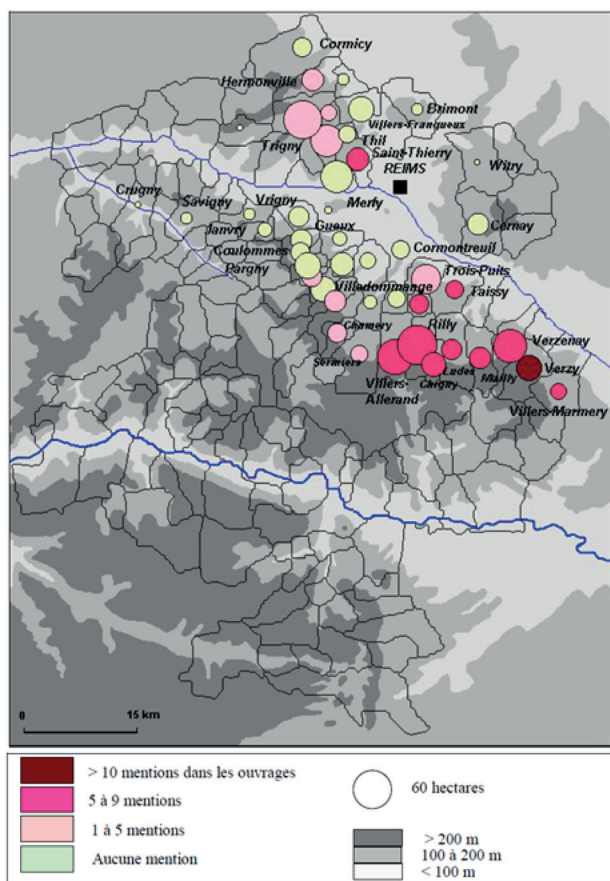 Cormicy
Hermonville
Brimont
Villers-Franqueux
Thil
Trigny
Saint-Thierry
REIMS
Witry
Crugny
Savigny
Vrigny
Merfy
Janvry
Gueux
Cernay
Coulommes
Cormontreuil
Pargny
Trois-Puits
Villedommange
Taissy
Chamery
Rilly
Verzenay
Sermiers
Ludes
Mailly
Verzy
Villers-
Allerand
Chigny
Villers-Marmery
0 15 km
> 10 mentions dans les ouvrages
5 à 9 mentions
1 à 5 mentions
Aucune mention
60 hectares
> 200 m
100 à 200 m
< 100 m